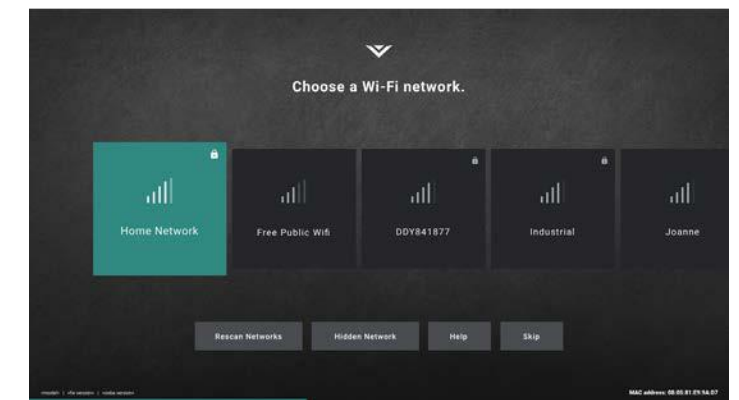 Choose a Wi-Fi network.
Home Network
Free Public Wifi
DDY841877
Industrial
Joanne
Rescan Networks
Hidden Network
Help
Skip